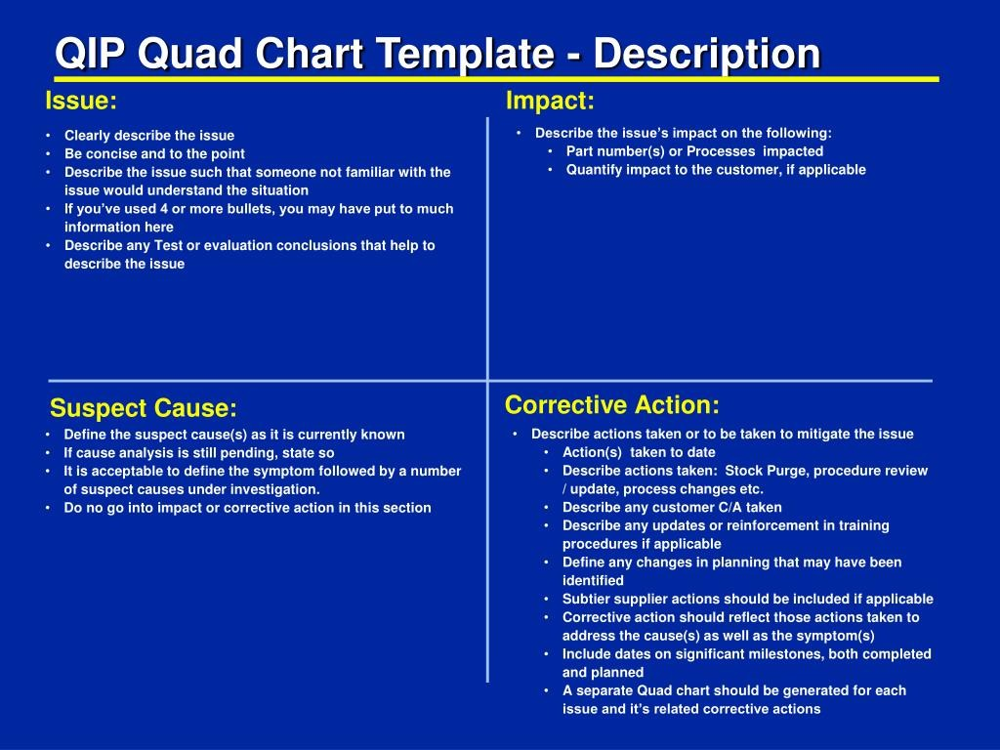 QIP Quad Chart Template - Description
Issue:
• Clearly describe the issue
• Be concise and to the point
• Describe the issue such that someone not familiar with the
issue would understand the situation
• If you’ve used 4 or more bullets, you may have put to much
information here
• Describe any Test or evaluation conclusions that help to
describe the issue
Impact:
• Describe the issue’s impact on the following:
• Part number(s) or Processes  impacted
• Quantify impact to the customer, if applicable
Suspect Cause:
• Define the suspect cause(s) as it is currently known
• If cause analysis is still pending, state so
• It is acceptable to define the symptom followed by a number
of suspect causes under investigation.
• Do no go into impact or corrective action in this section
Corrective Action:
• Describe actions taken or to be taken to mitigate the issue
• Action(s)  taken to date
• Describe actions taken:  Stock Purge, procedure review
/ update, process changes etc.
• Describe any customer C/A taken
• Describe any updates or reinforcement in training
procedures if applicable
• Define any changes in planning that may have been
identified
• Subtier supplier actions should be included if applicable
• Corrective action should reflect those actions taken to
address the cause(s) as well as the symptom(s)
• Include dates on significant milestones, both completed
and planned
• A separate Quad chart should be generated for each
issue and it’s related corrective actions